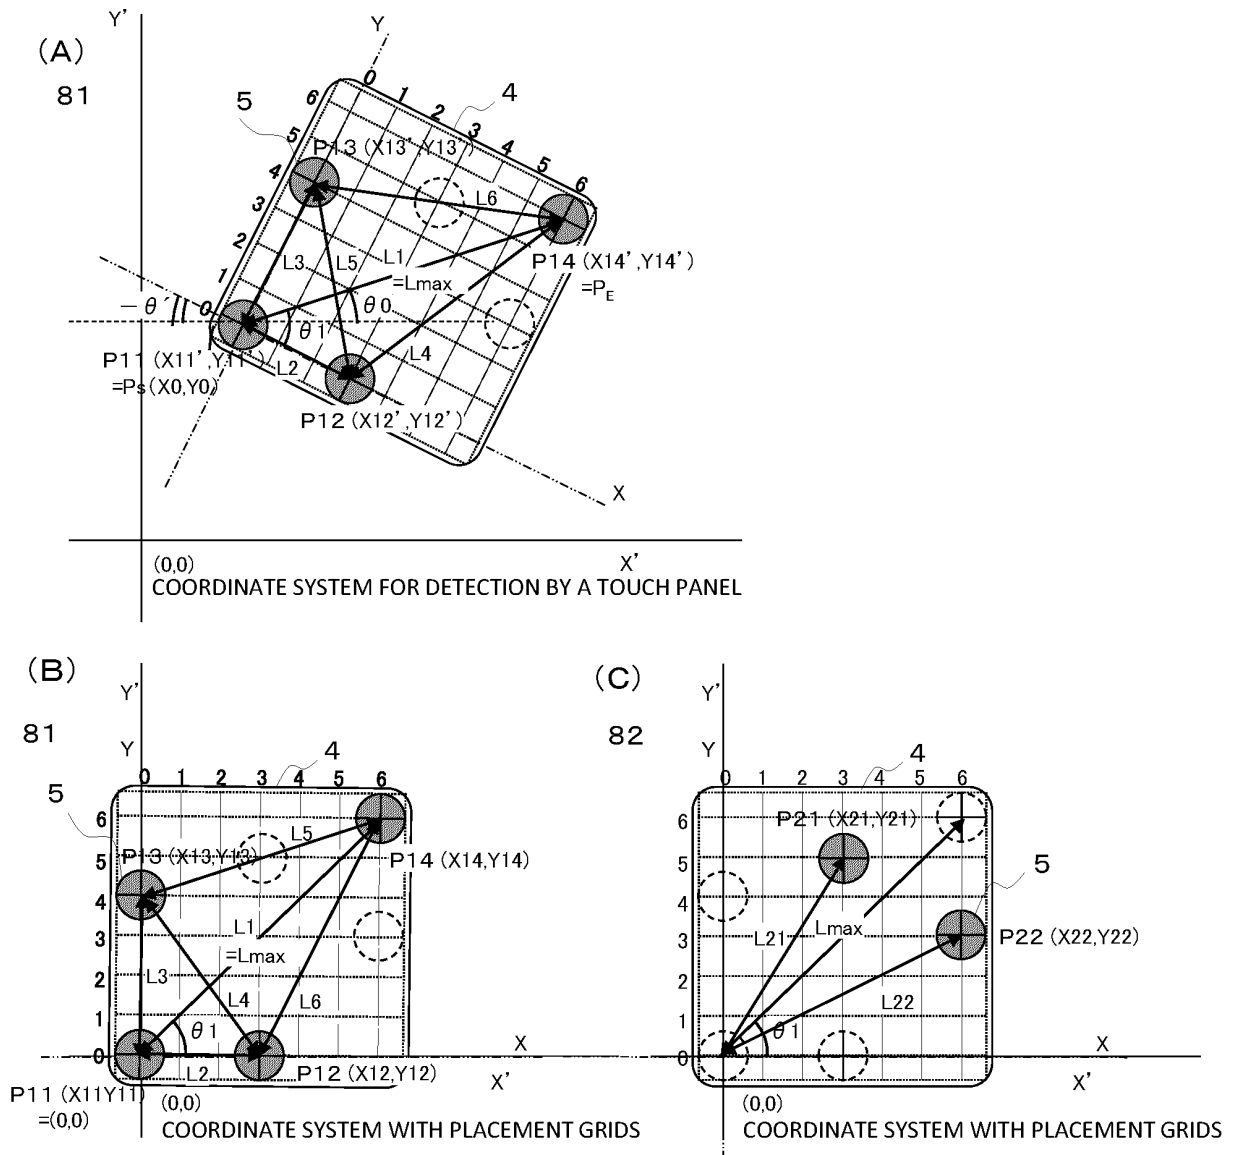 (A)
81
Y'
Y
5
4
0
1
2
3
4
5
6
6
5
4
3
2
1
0
P13 (X13',Y13')
L6
L3
L5
L1
=Lmax
P14 (X14',Y14')
=PE
−θ'
θ0
θ1
L4
L2
P11 (X11',Y11')
=Ps(X0,Y0)
P12 (X12',Y12')
X
(0,0)
X'
COORDINATE SYSTEM FOR DETECTION BY A TOUCH PANEL
(B)
81
Y'
Y
5
4
0 1 2 3 4 5 6
6
5
4
3
2
1
0
L5
P13 (X13,Y13)
P14 (X14,Y14)
L1
=Lmax
L3
L4
L6
θ1
L2
P11 (X11Y11)
=(0,0)
P12 (X12,Y12)
X
X'
(0,0)
COORDINATE SYSTEM WITH PLACEMENT GRIDS
(C)
82
Y'
Y
4
5
0 1 2 3 4 5 6
6
5
4
3
2
1
0
P21 (X21,Y21)
Lmax
L21
P22 (X22,Y22)
L22
θ1
X
X'
(0,0)
COORDINATE SYSTEM WITH PLACEMENT GRIDS